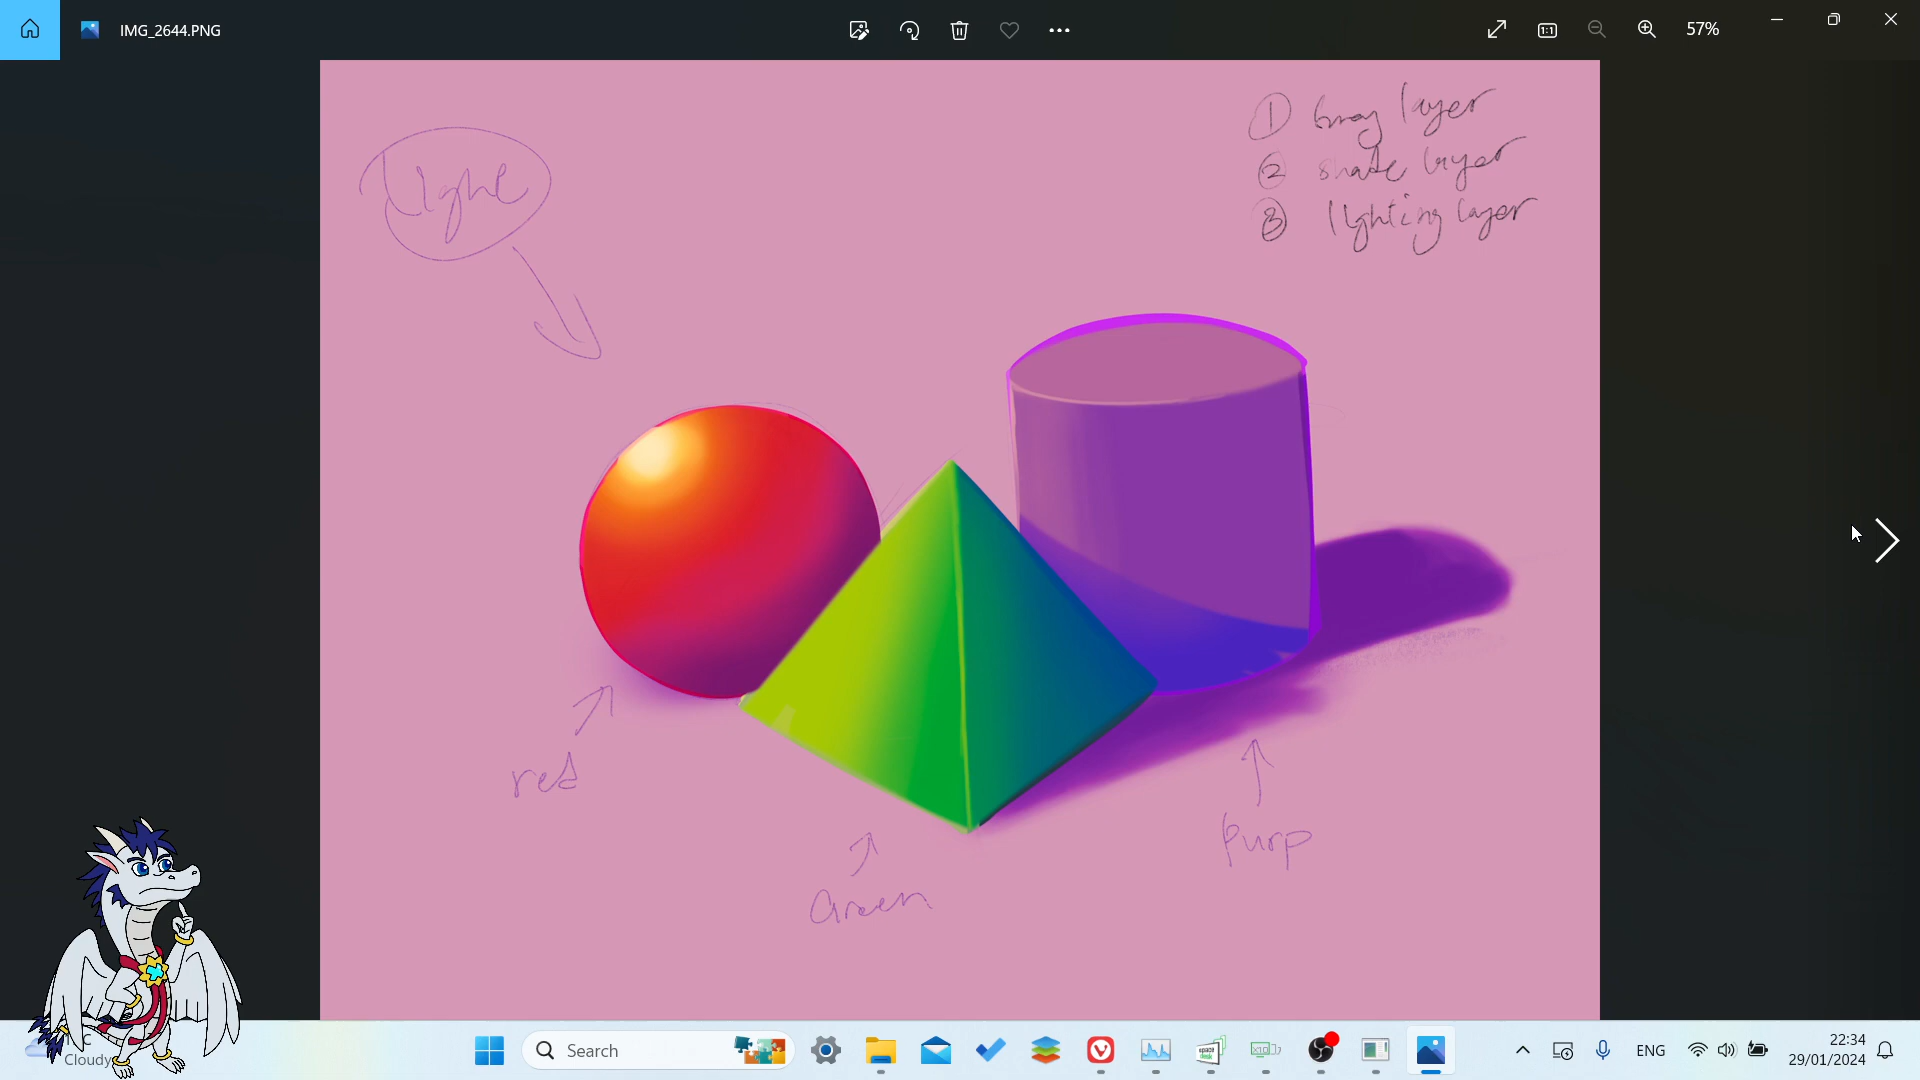 IMG_2644.PNG
57%
Light
① Gray layer
② shade layer
③ lighting layer
red
Green
Purp
Cloudy
Search
ENG
22:34
29/01/2024